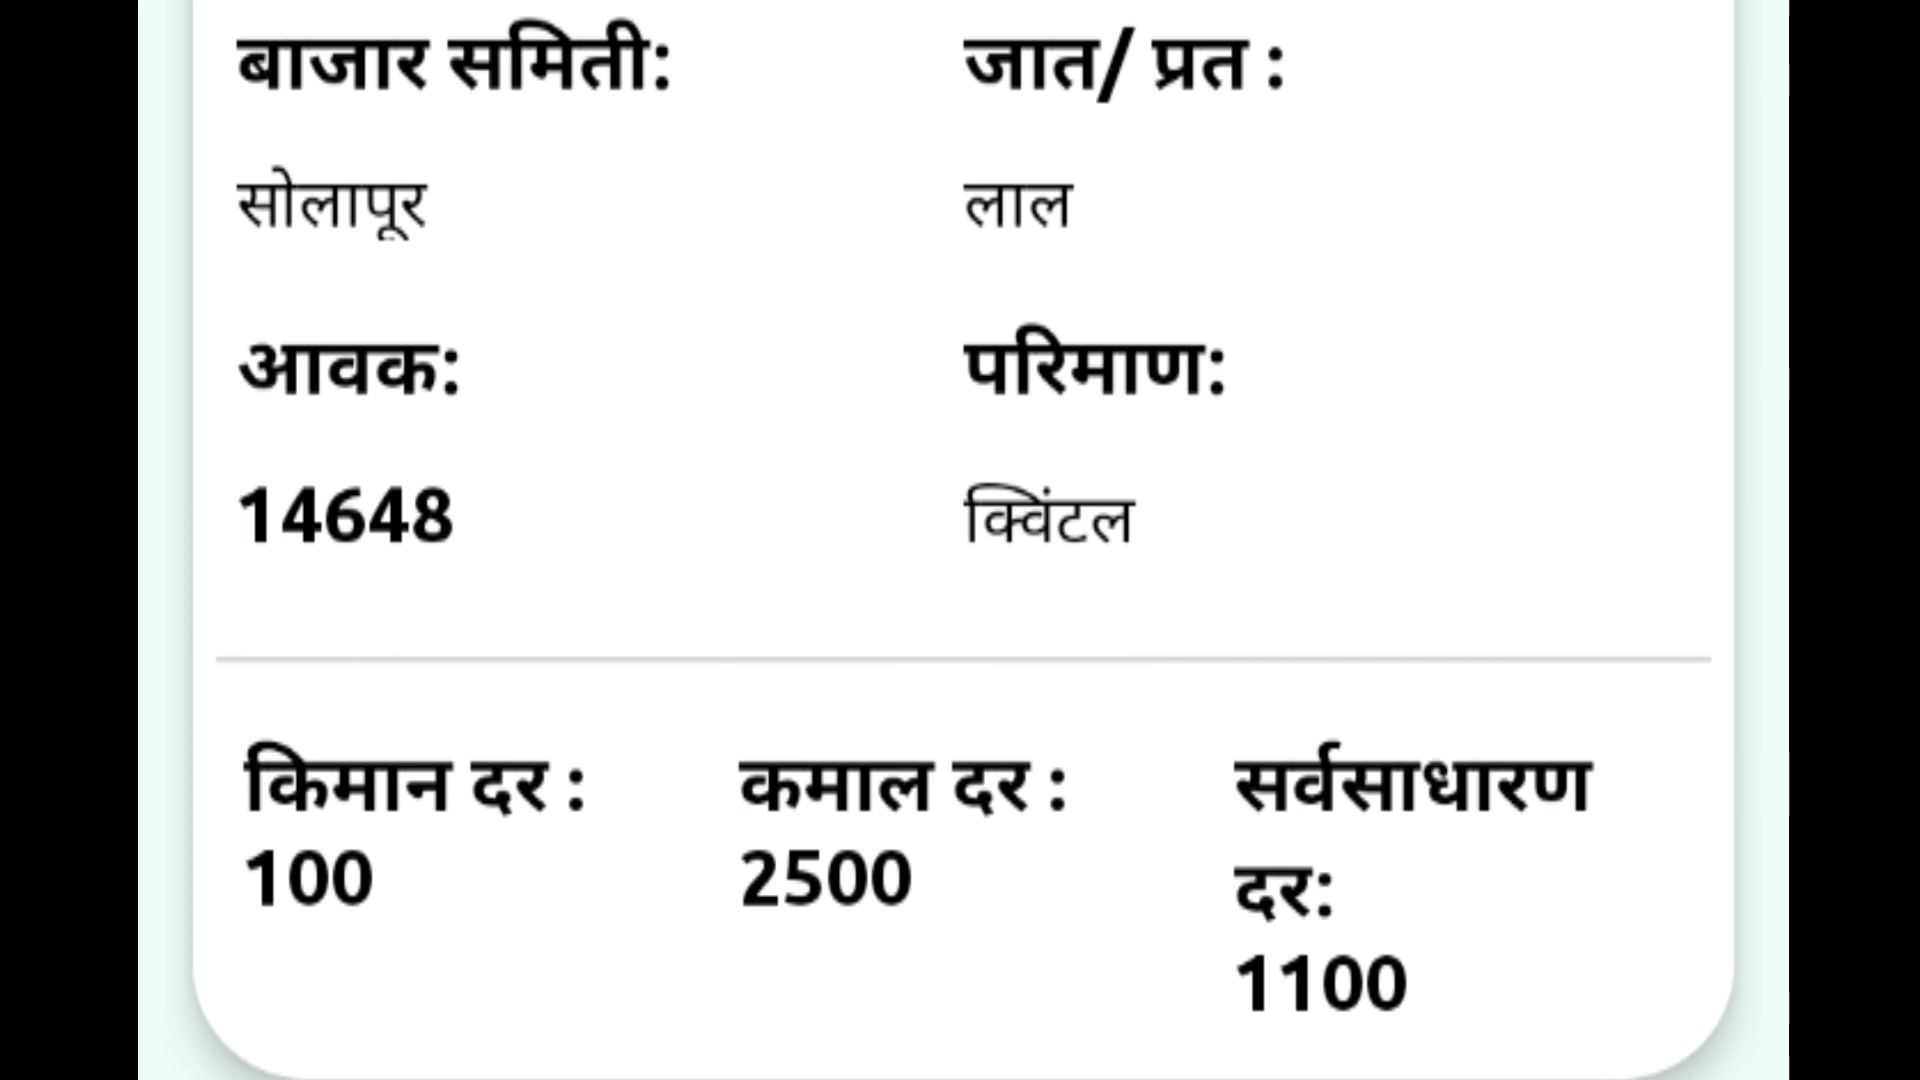 बाजार समिती: जात/ प्रत :
सोलापूर लाल
आवक: परिमाण:
14648 क्विंटल
किमान दर : कमाल दर : सर्वसाधारण
100 2500 दर:
1100